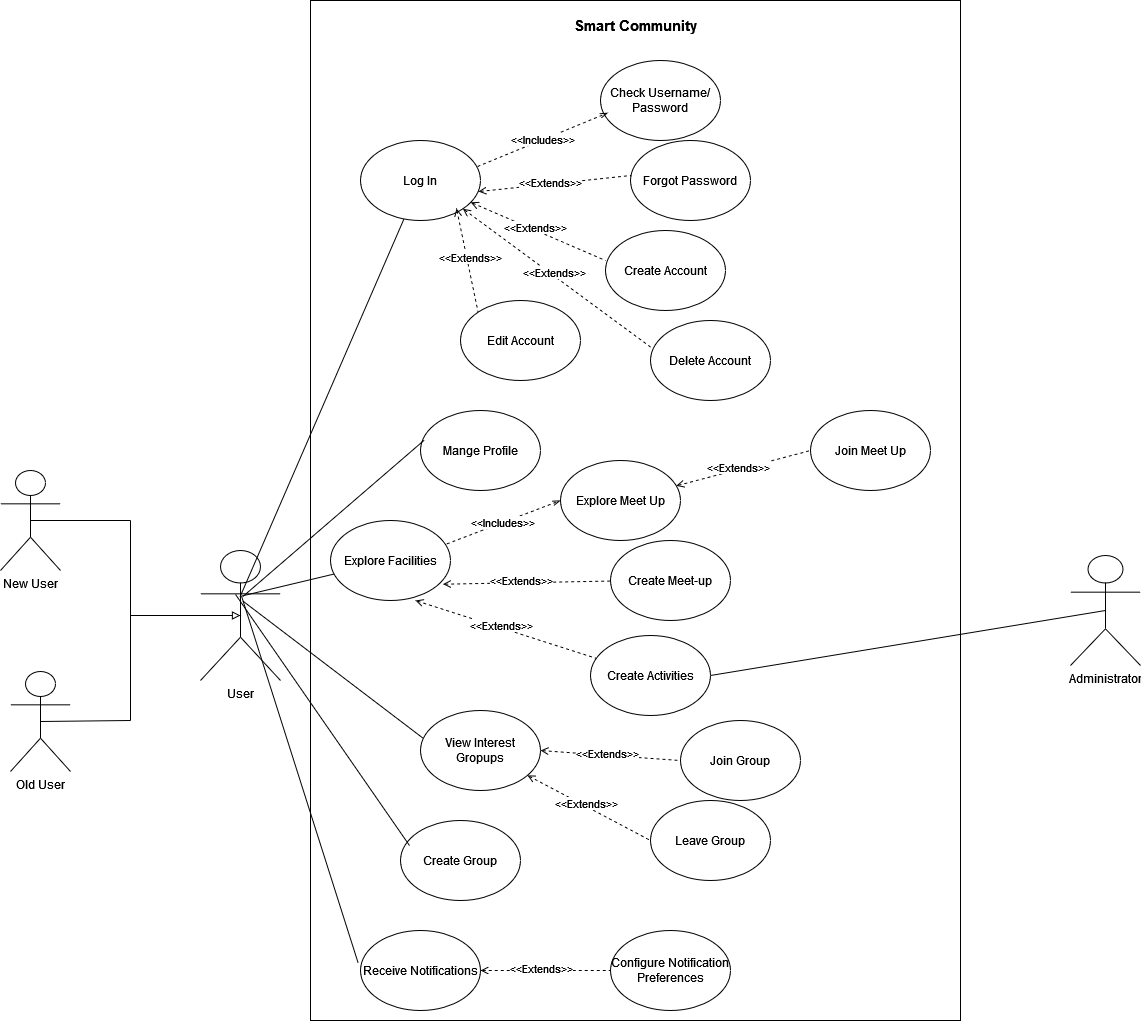 Smart Community
Check Username/
Password
<<Includes>>
Log In
Forgot Password
<<Extends>>
<<Extends>>
<<Extends>>
Create Account
<<Extends>>
Edit Account
Delete Account
Mange Profile
Join Meet Up
<<Extends>>
Explore Meet Up
<<Includes>>
Explore Facilities
<<Extends>>
Create Meet-up
New User
<<Extends>>
Create Activities
Administrator
User
View Interest
Gropups
<<Extends>>
Join Group
Old User
<<Extends>>
Leave Group
Create Group
Receive Notifications
<<Extends>>
Configure Notification
Preferences